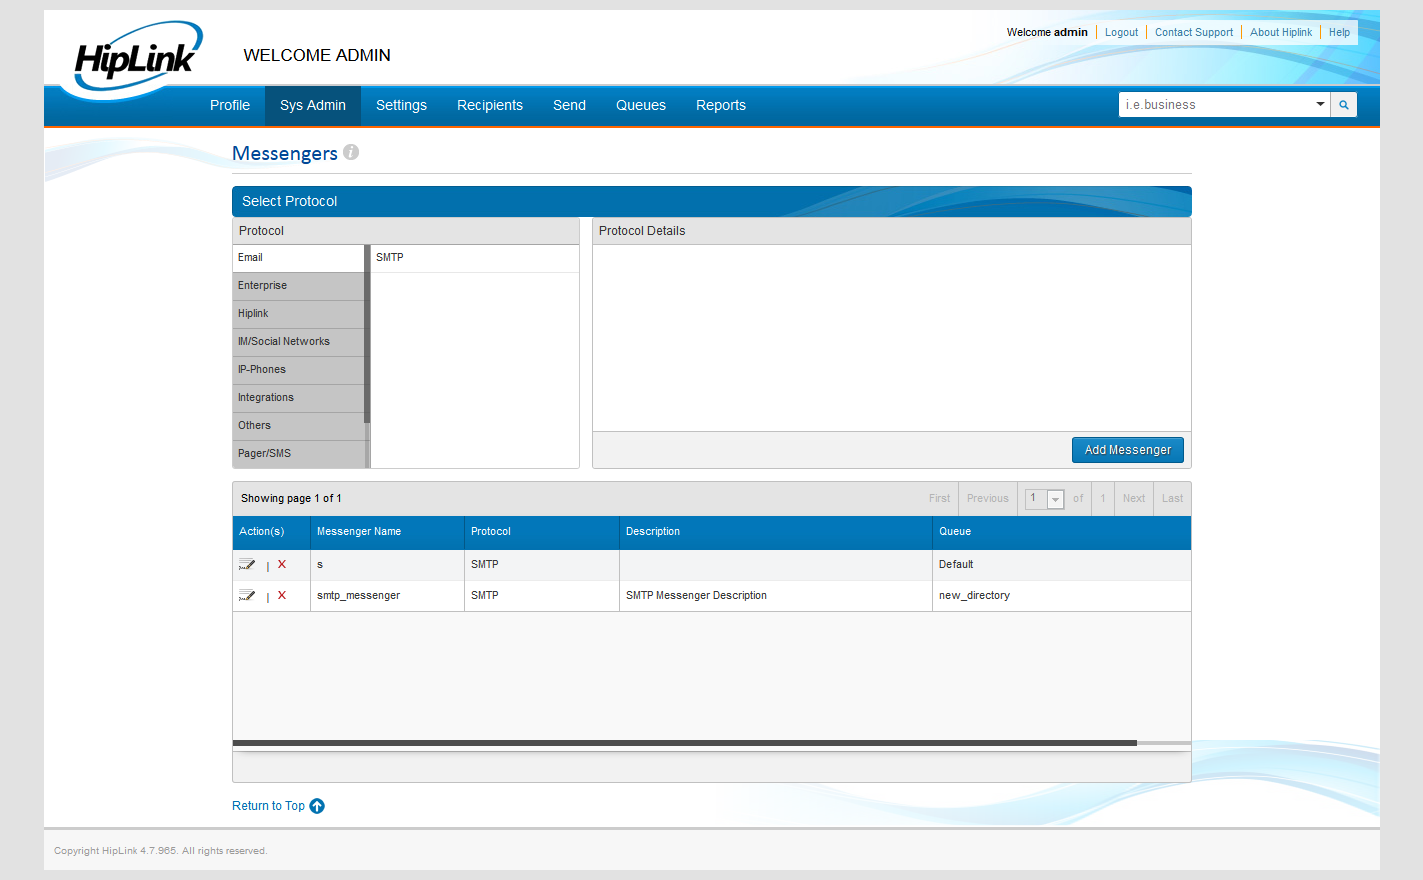 HipLink
WELCOME ADMIN
Welcome admin Logout Contact Support About Hiplink Help
Profile Sys Admin Settings Recipients Send Queues Reports i.e.business
Messengers i
Select Protocol
Protocol Protocol Details
Email SMTP
Enterprise
Hiplink
IM/Social Networks
IP-Phones
Integrations
Others
Pager/SMS
Add Messenger
Showing page 1 of 1 First Previous 1 of 1 Next Last
Action(s) Messenger Name Protocol Description Queue
| X s SMTP Default
| X smtp_messenger SMTP SMTP Messenger Description new_directory
Return to Top
Copyright HipLink 4.7.965. All rights reserved.